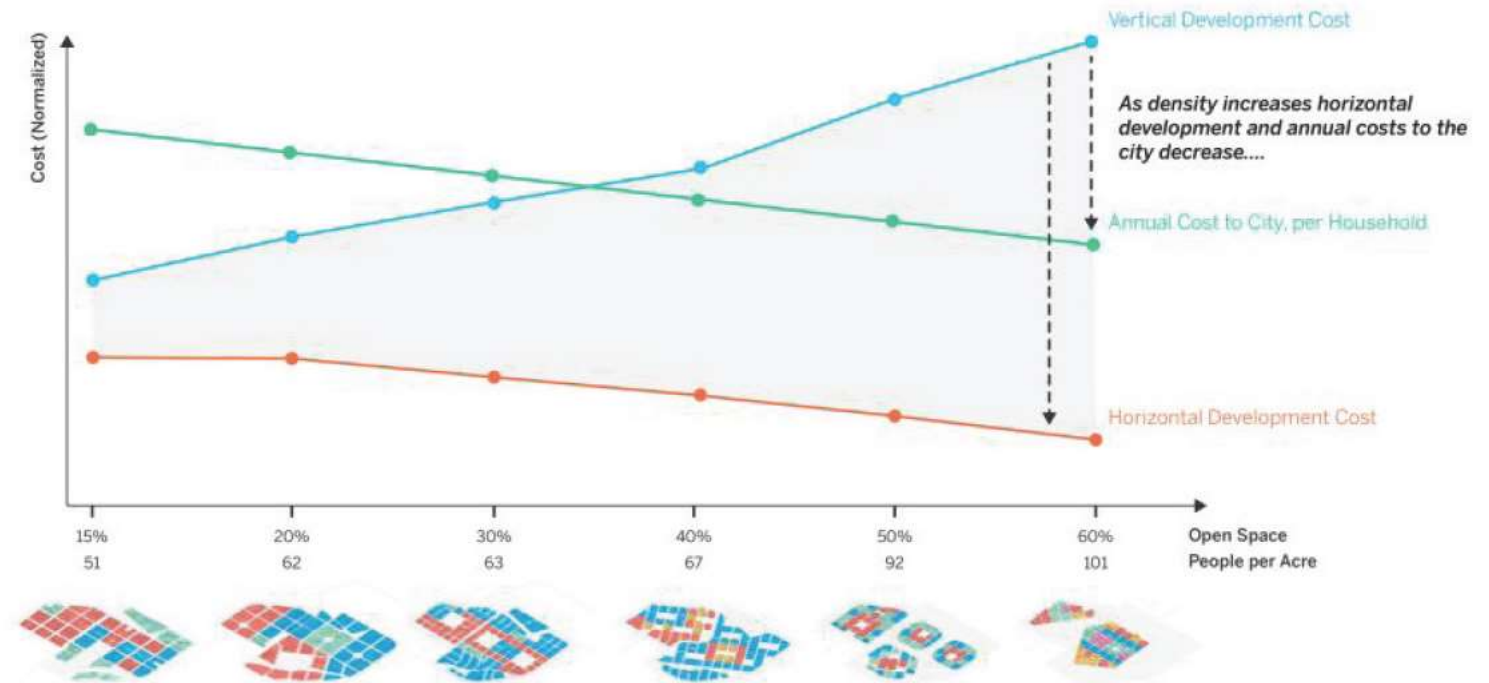 Vertical Development Cost
Cost (Normalized)
As density increases horizontal
development and annual costs to the
city decrease....
Annual Cost to City, per Household
Horizontal Development Cost
15% 20% 30% 40% 50% 60% Open Space
51 62 63 67 92 101 People per Acre